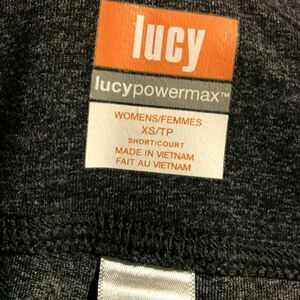 lucy
lucypowermax™
WOMENS/FEMMES
XS/TP
SHORT/COURT
MADE IN VIETNAM
FAIT AU VIETNAM